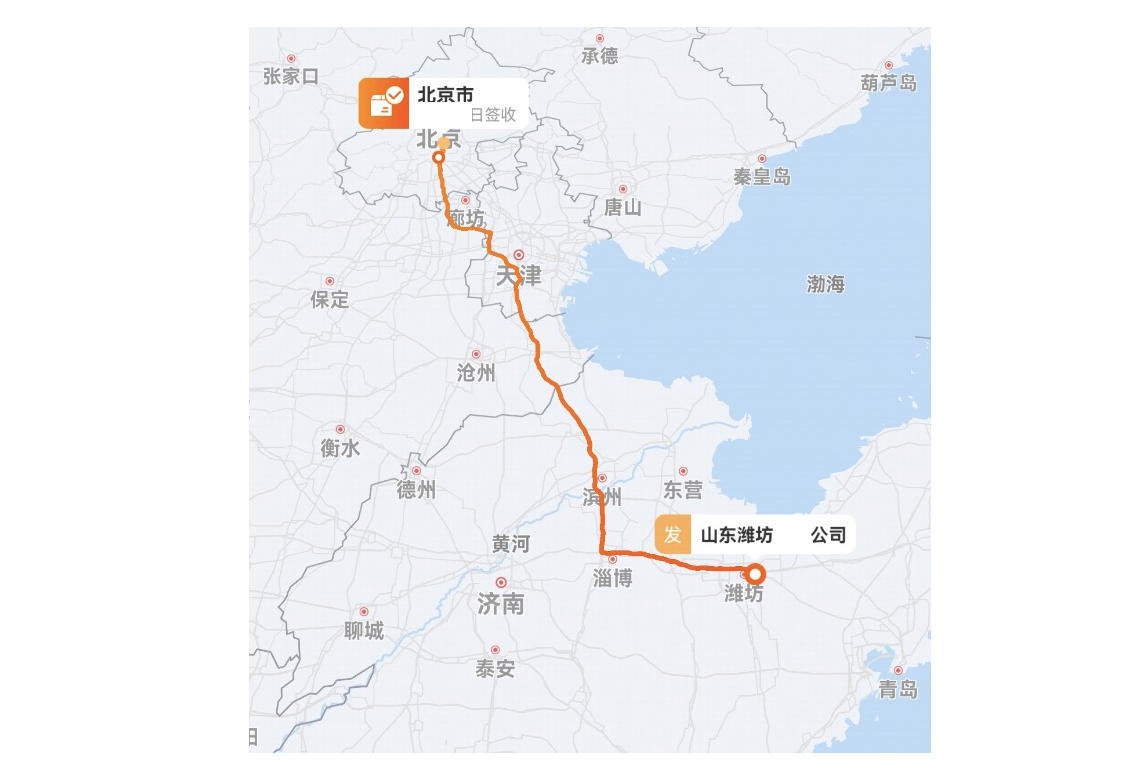 承德
张家口
葫芦岛
北京市
日签收
北京
秦皇岛
唐山
廊坊
天津
渤海
保定
沧州
衡水
德州
滨州
东营
发 山东潍坊 公司
黄河
淄博
潍坊
济南
聊城
泰安
青岛